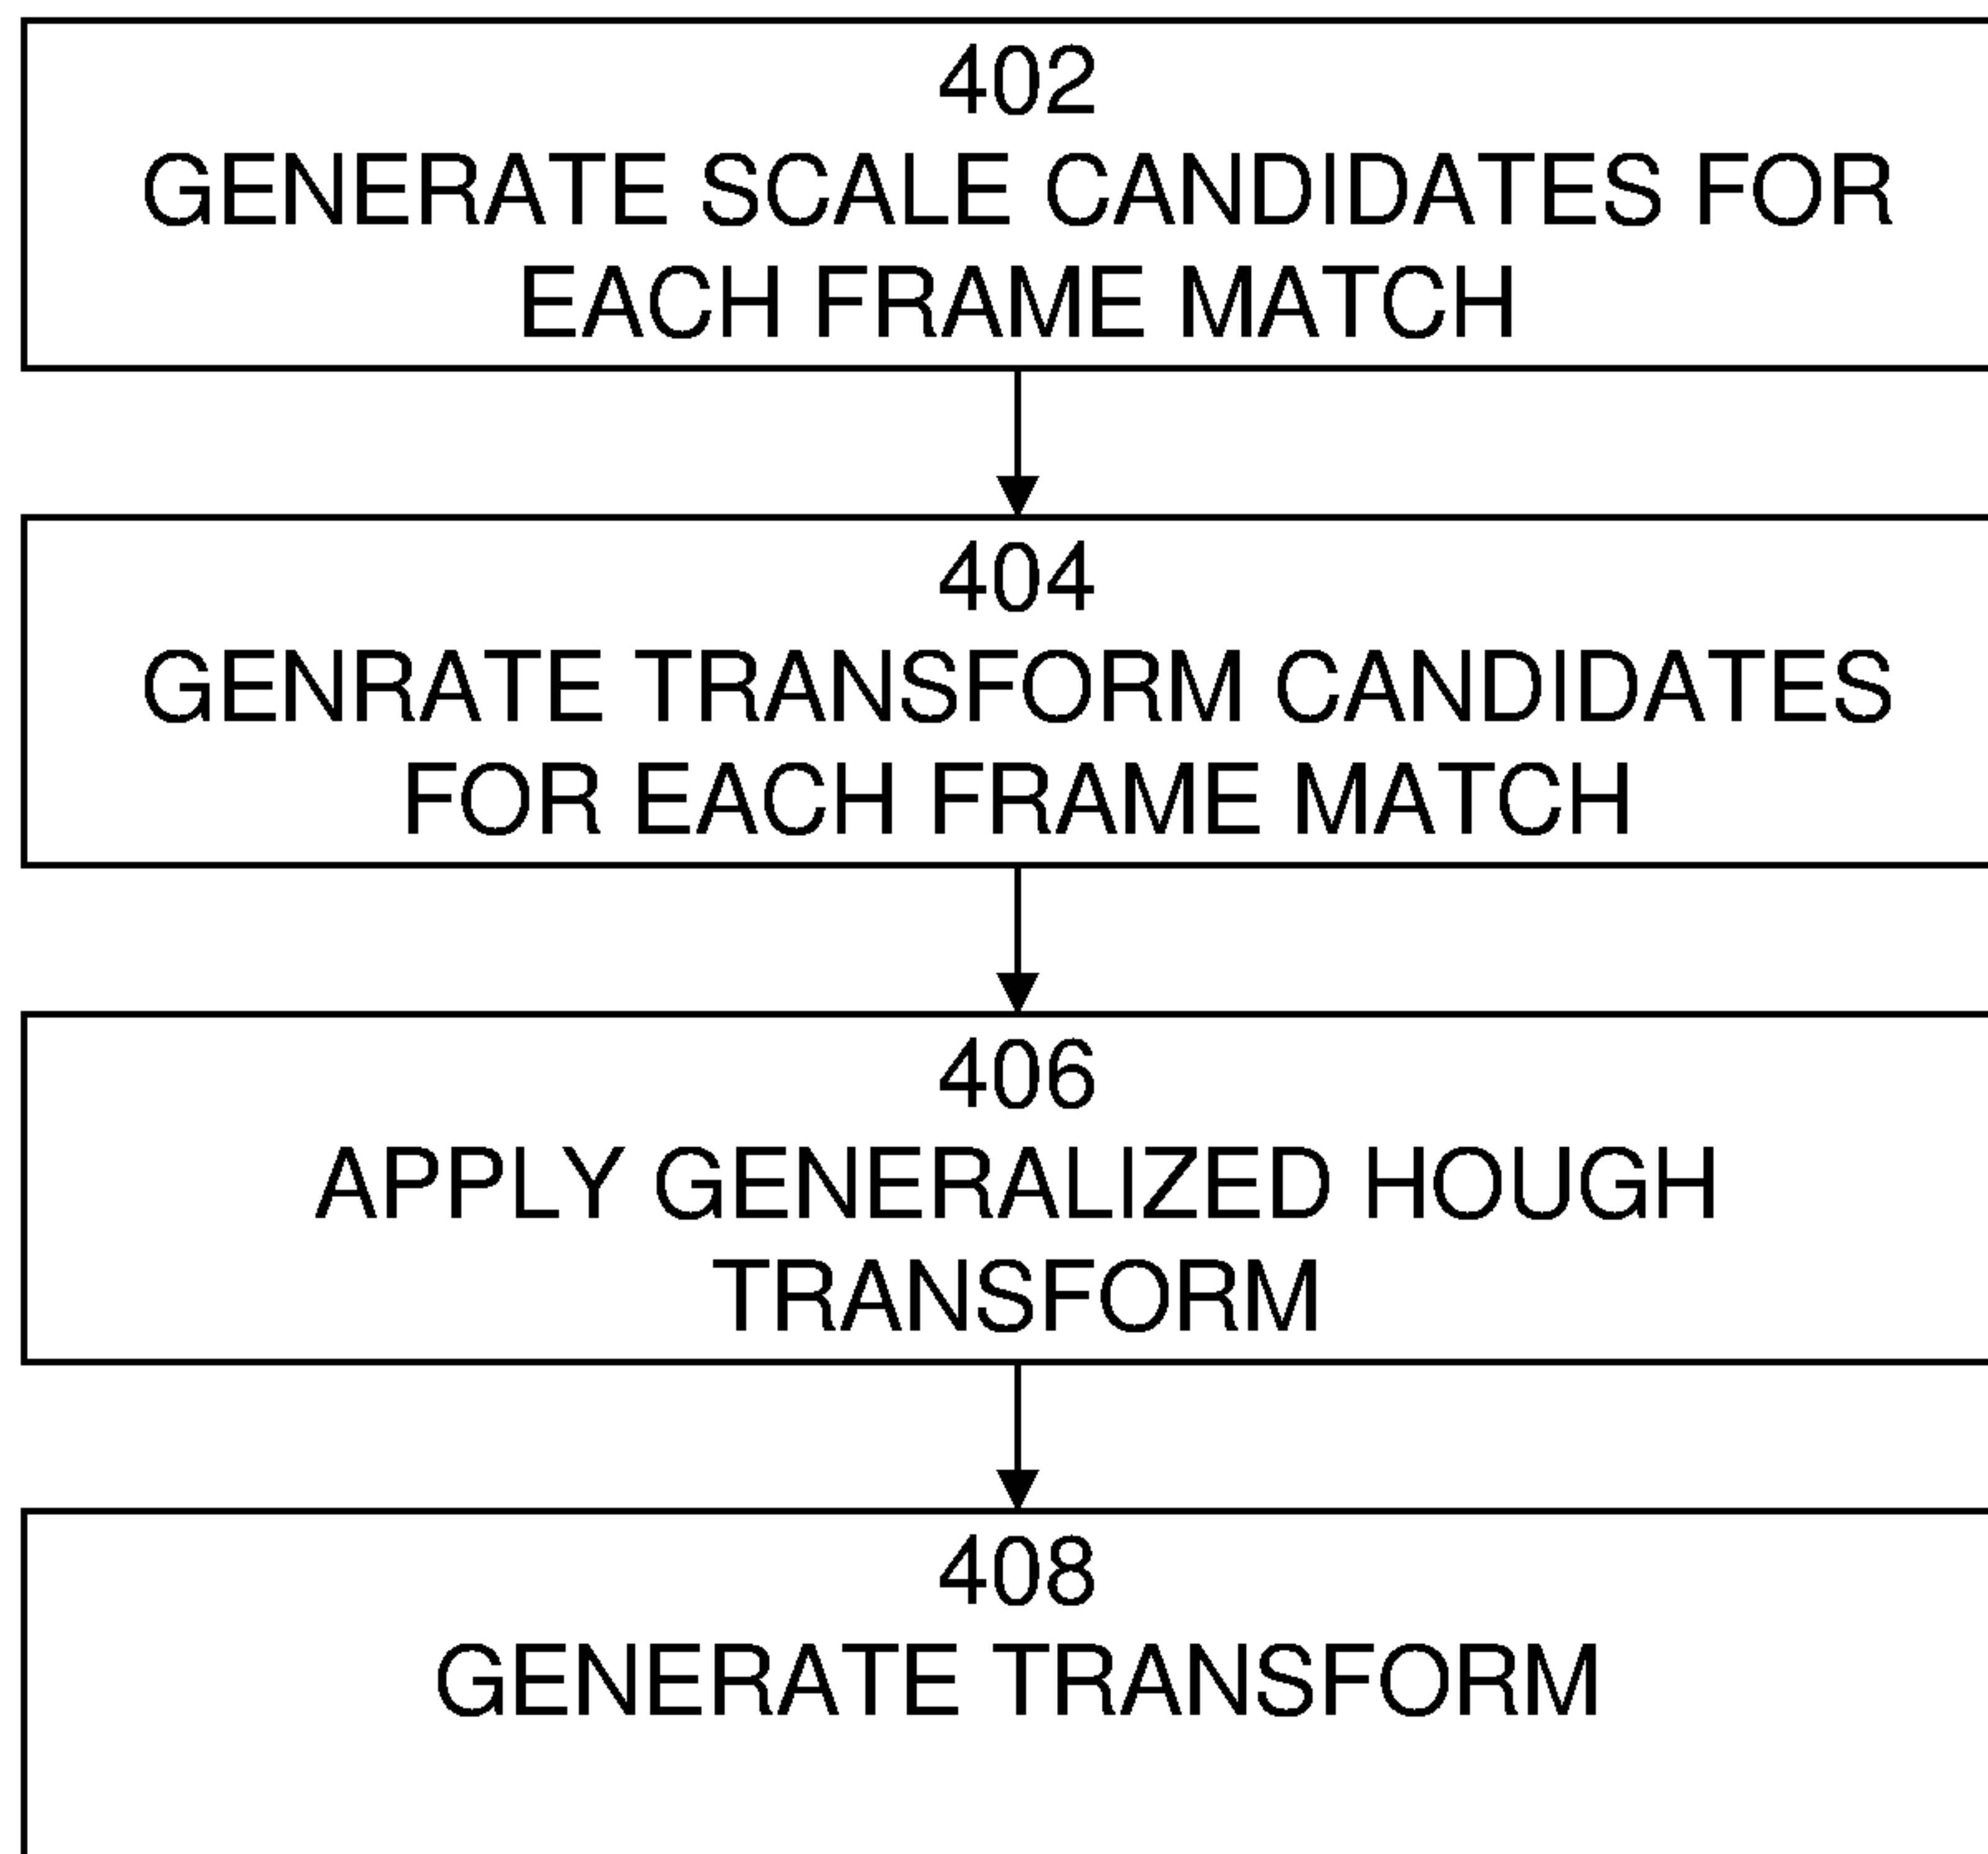 402
GENERATE SCALE CANDIDATES FOR
EACH FRAME MATCH
404
GENRATE TRANSFORM CANDIDATES
FOR EACH FRAME MATCH
406
APPLY GENERALIZED HOUGH
TRANSFORM
408
GENERATE TRANSFORM